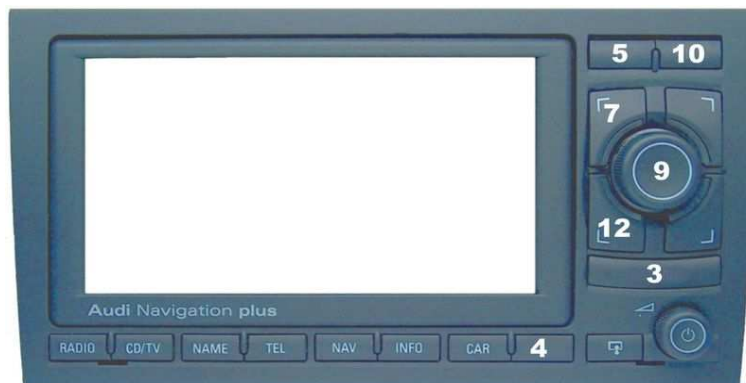 5 10
7
9
12
3
Audi Navigation plus
RADIO CD/TV NAME TEL NAV INFO CAR 4